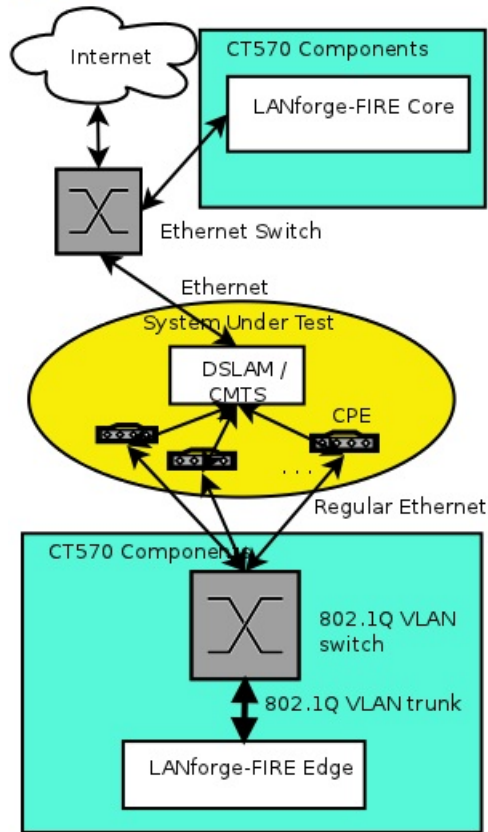 Internet
CT570 Components
LANforge-FIRE Core
Ethernet Switch
Ethernet
System Under Test
DSLAM /
CMTS
CPE
. . .
Regular Ethernet
CT570 Components
802.1Q VLAN
switch
802.1Q VLAN trunk
LANforge-FIRE Edge